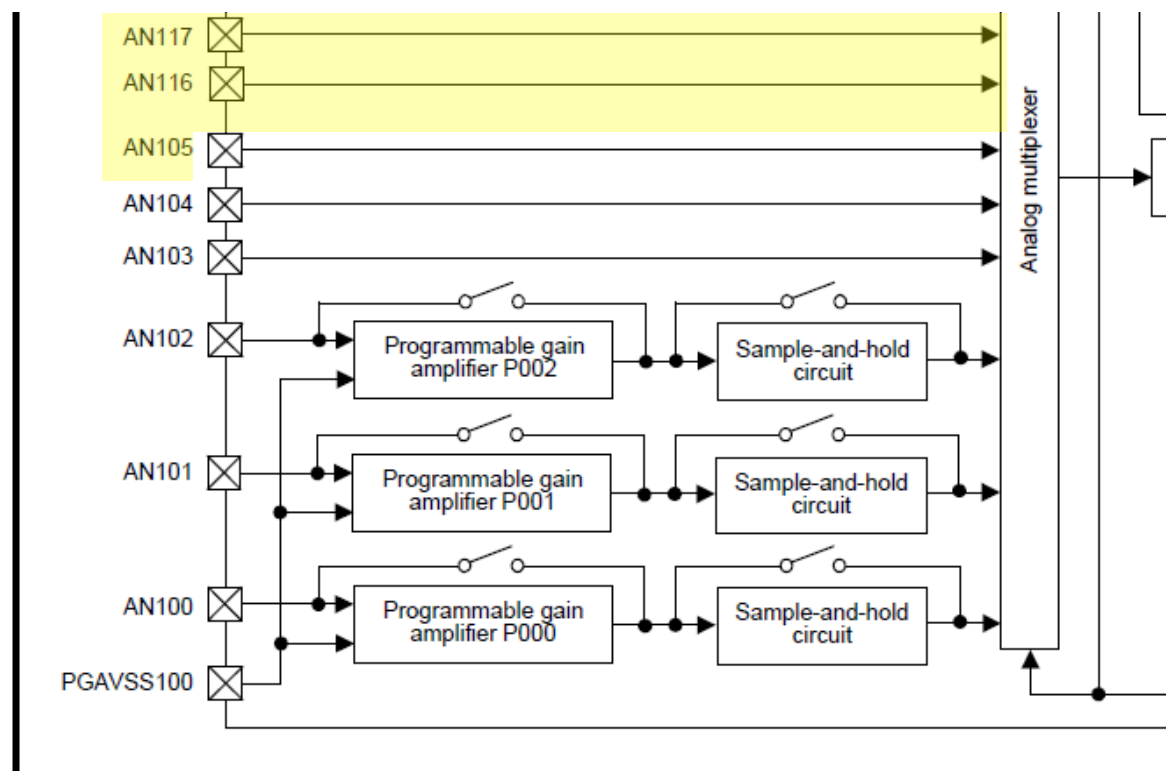 AN117
AN116
AN105
AN104
AN103
AN102
Programmable gain
amplifier P002
Sample-and-hold
circuit
AN101
Programmable gain
amplifier P001
Sample-and-hold
circuit
AN100
Programmable gain
amplifier P000
Sample-and-hold
circuit
PGAVSS100
Analog multiplexer